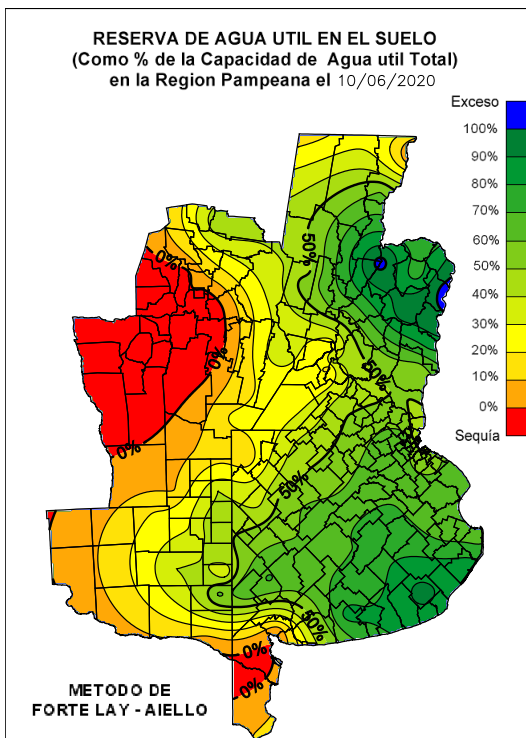 RESERVA DE AGUA UTIL EN EL SUELO
(Como % de la Capacidad de Agua util Total)
en la Region Pampeana el 10/06/2020
Exceso
100%
90%
80%
70%
60%
50%
40%
30%
20%
10%
0%
Sequía
50%
0%
0%
50%
0%
50%
50%
0%
0%
METODO DE
FORTE LAY - AIELLO